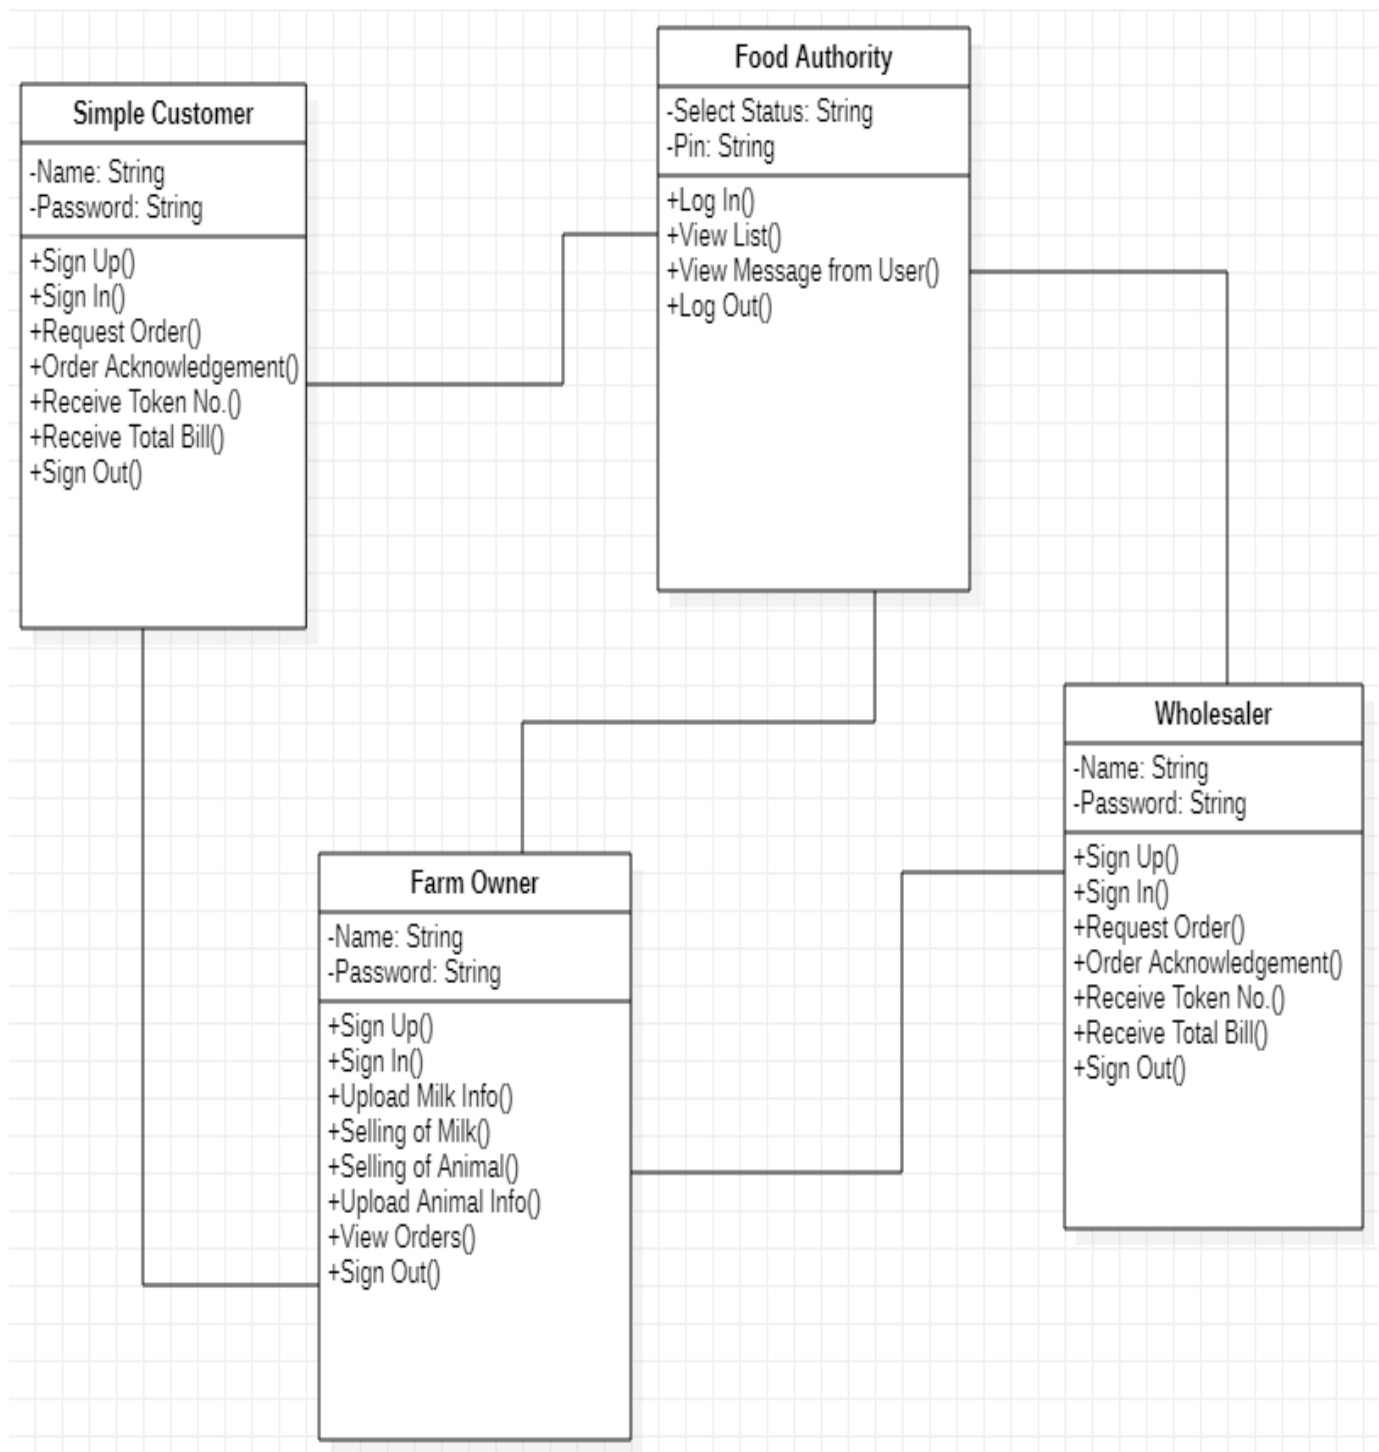 Simple Customer
-Name: String
-Password: String
+Sign Up()
+Sign In()
+Request Order()
+Order Acknowledgement()
+Receive Token No.()
+Receive Total Bill()
+Sign Out()
Food Authority
-Select Status: String
-Pin: String
+Log In()
+View List()
+View Message from User()
+Log Out()
Farm Owner
-Name: String
-Password: String
+Sign Up()
+Sign In()
+Upload Milk Info()
+Selling of Milk()
+Selling of Animal()
+Upload Animal Info()
+View Orders()
+Sign Out()
Wholesaler
-Name: String
-Password: String
+Sign Up()
+Sign In()
+Request Order()
+Order Acknowledgement()
+Receive Token No.()
+Receive Total Bill()
+Sign Out()